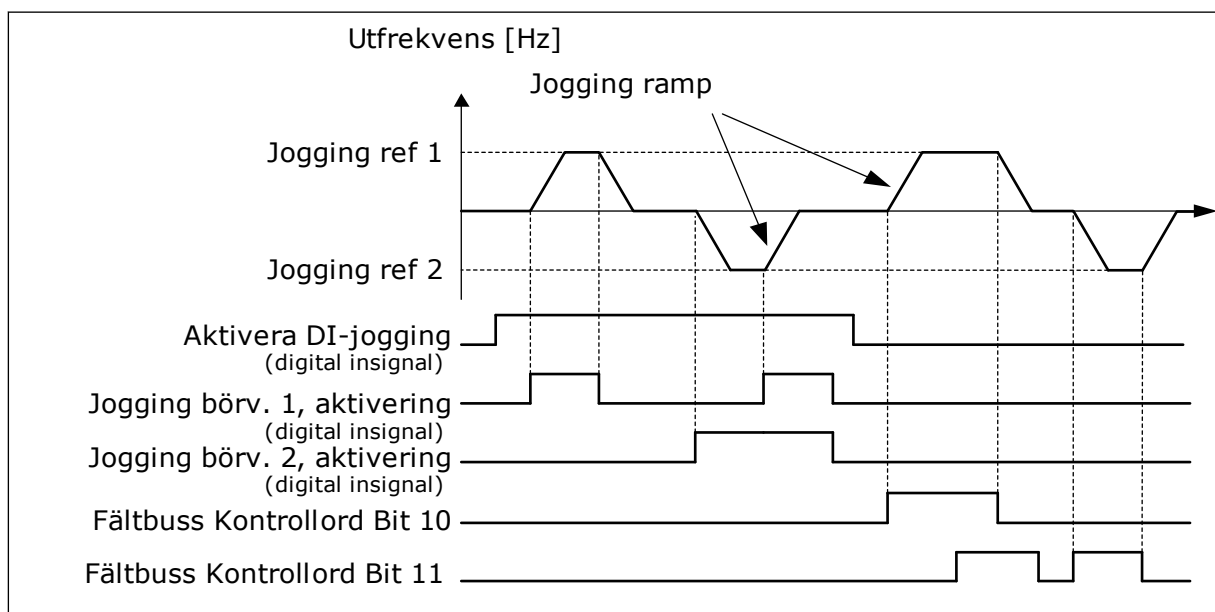 Utfrekvens [Hz]
Jogging ramp
Jogging ref 1
Jogging ref 2
Aktivera DI-jogging
(digital insignal)
Jogging börv. 1, aktivering
(digital insignal)
Jogging börv. 2, aktivering
(digital insignal)
Fältbuss Kontrollord Bit 10
Fältbuss Kontrollord Bit 11